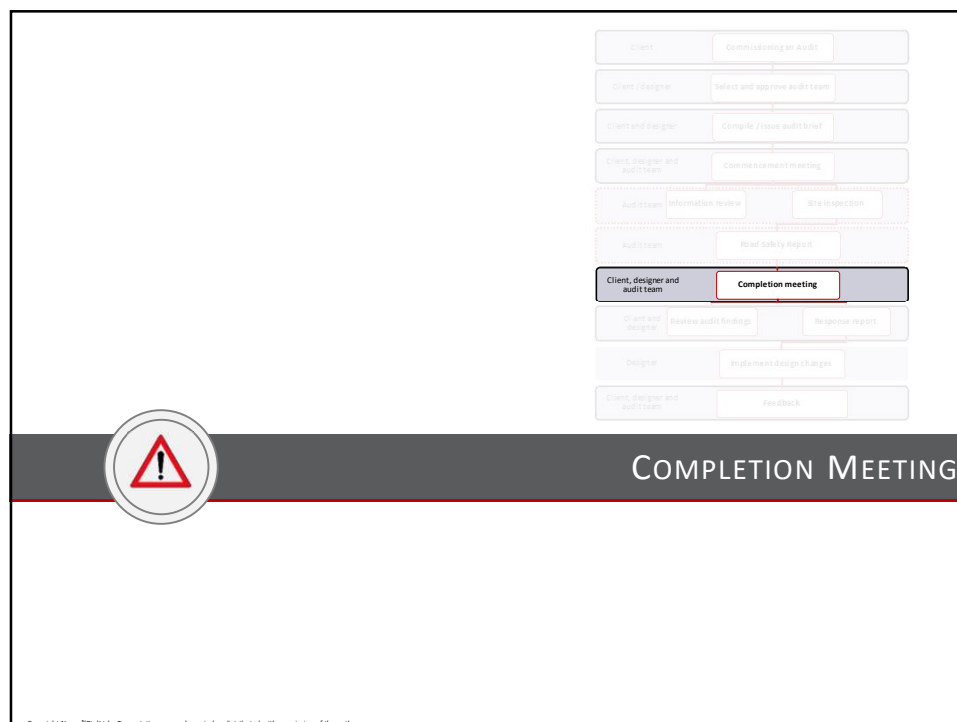 Client Commissioning an Audit
Client / designer Select and approve audit team
Client and Designer Compile / issue audit brief
Client, designer and
audit team
Commencement meeting
Audit team Information review Site inspection
Audit team Road Safety Report
Client, designer and
audit team
Completion meeting
Client and
designer
Review audit findings Response report
Designer Implement design changes
Client, designer and
audit team
Feedback
COMPLETION MEETING